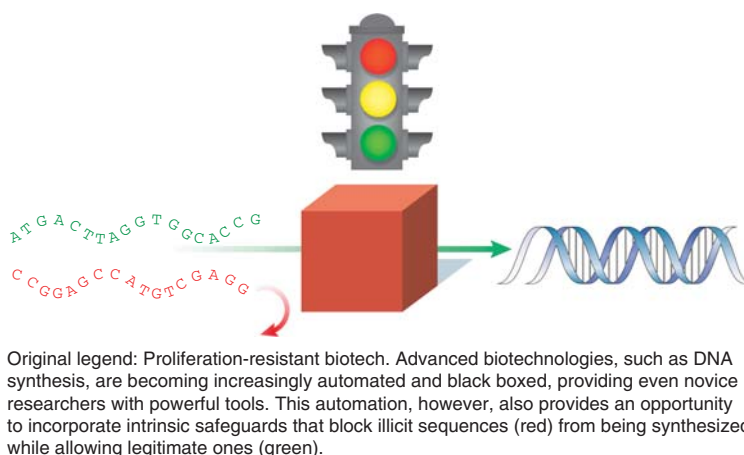 ATGACTTAGGTGGCACCG
CCGGAGCCATGTCGAGG
Original legend: Proliferation-resistant biotech. Advanced biotechnologies, such as DNA
synthesis, are becoming increasingly automated and black boxed, providing even novice
researchers with powerful tools. This automation, however, also provides an opportunity
to incorporate intrinsic safeguards that block illicit sequences (red) from being synthesized
while allowing legitimate ones (green).